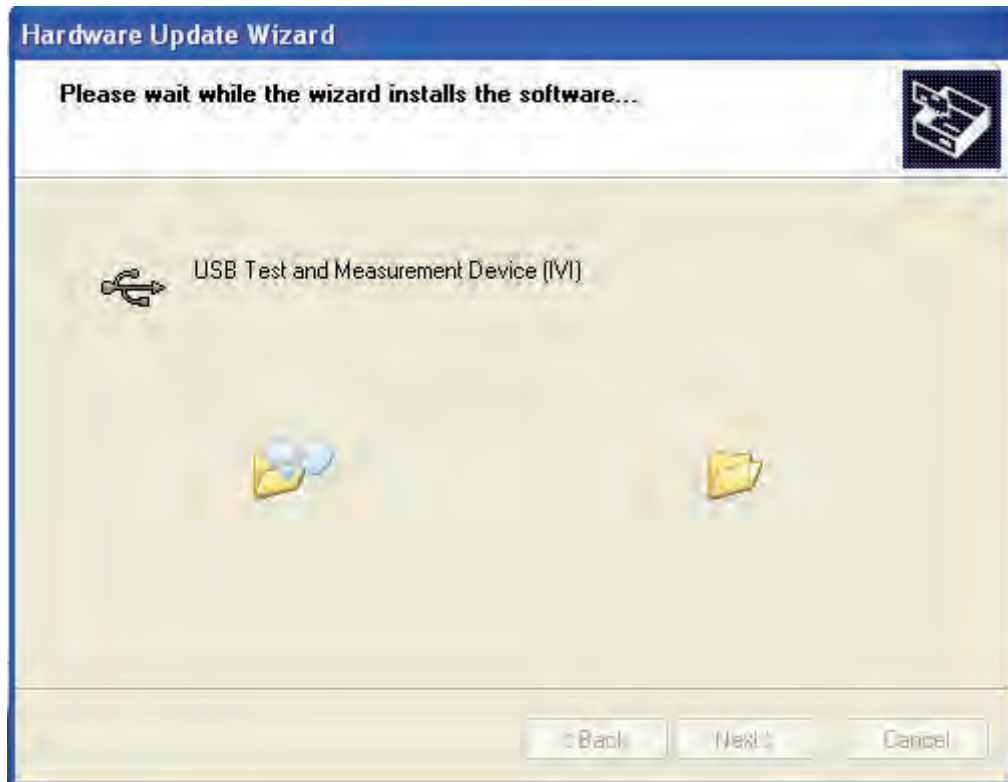 Hardware Update Wizard
Please wait while the wizard installs the software...
USB Test and Measurement Device (IVI)
< Back
Next >
Cancel